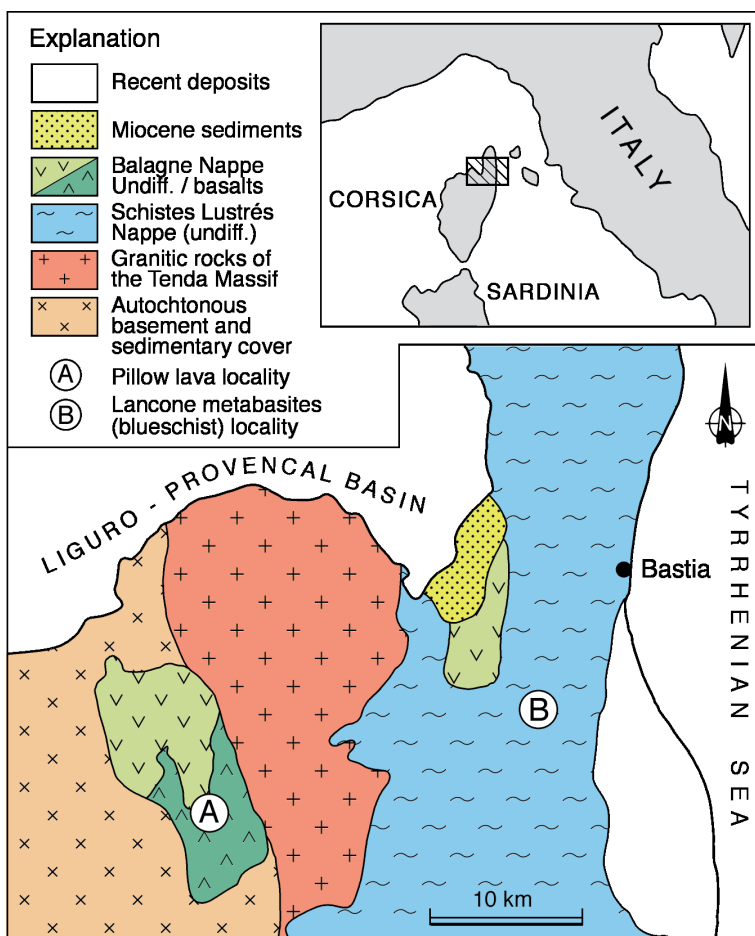 Explanation
Recent deposits
Miocene sediments
Balagne Nappe
Undiff. / basalts
Schistes Lustrés
Nappe (undiff.)
Granitic rocks of
the Tenda Massif
Autochtonous
basement and
sedimentary cover
A Pillow lava locality
B Lancone metabasites
(blueschist) locality
ITALY
CORSICA
SARDINIA
N
LIGURO - PROVENCAL BASIN
TYRRHENIAN SEA
Bastia
B
A
10 km